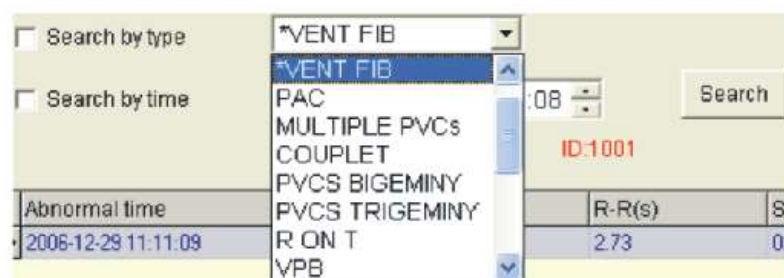 Search by type
*VENT FIB
*VENT FIB
Search by time
PAC
:08
Search
MULTIPLE PVCs
COUPLET
ID:1001
PVCS BIGEMINY
Abnormal time
PVCS TRIGEMINY
R-R(s)
S
2006-12-29 11:11:09
R ON T
2.73
0
VPB